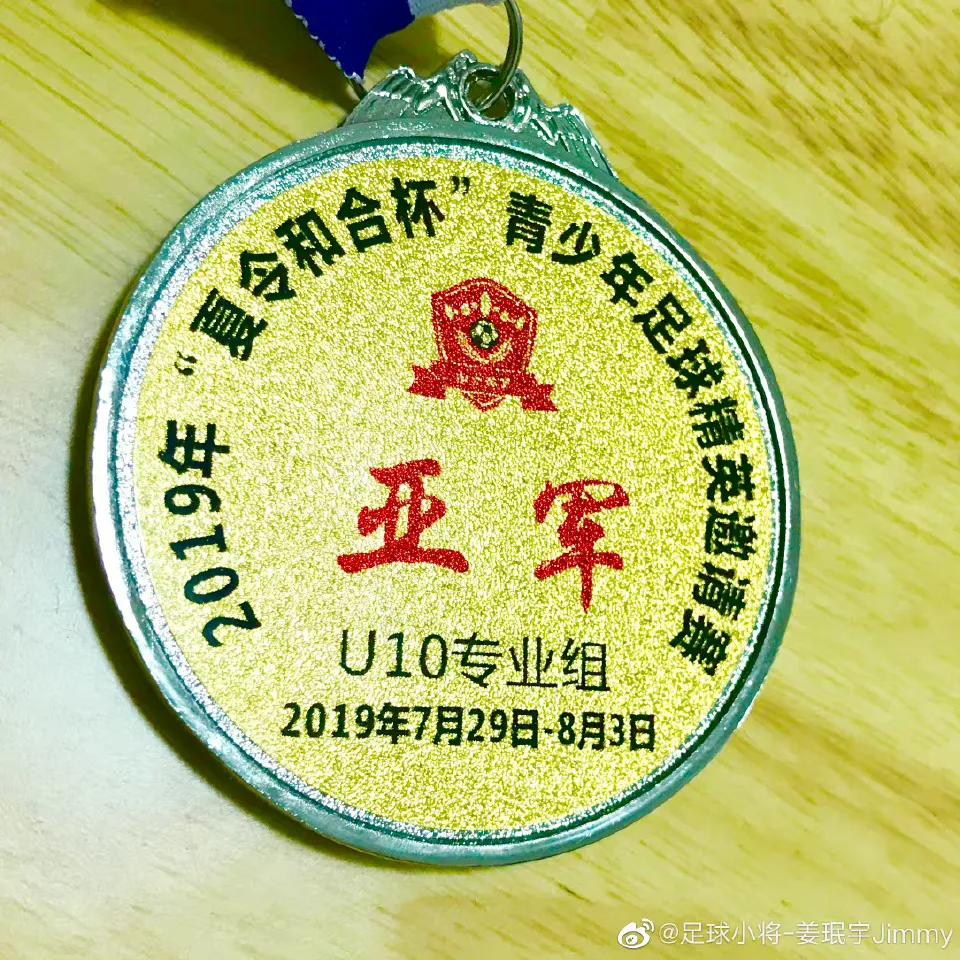 2019年“夏令和合杯”青少年足球精英邀请赛
亚军
U10专业组
2019年7月29日-8月3日
@足球小将-姜珉宇Jimmy